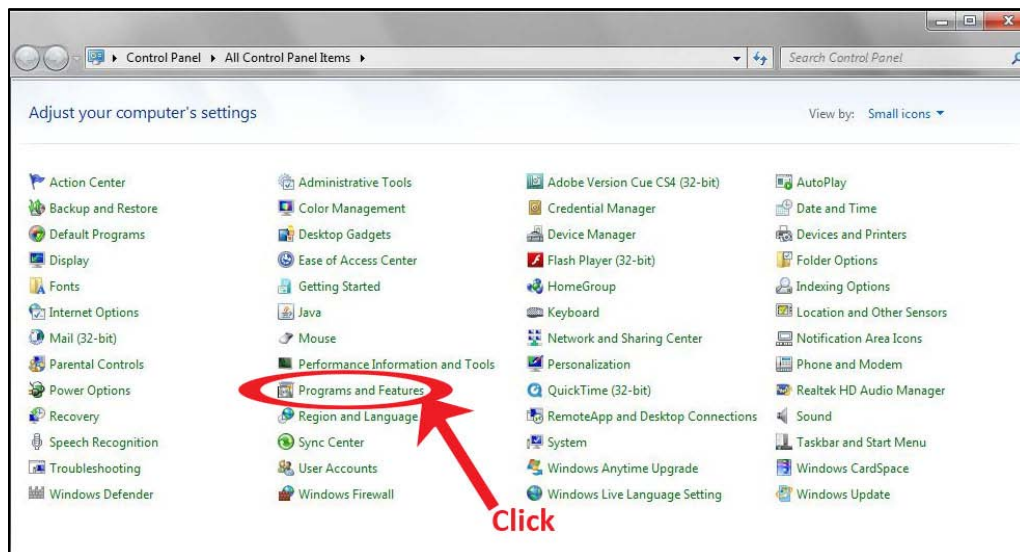 Control Panel All Control Panel Items Search Control Panel
Adjust your computer's settings View by: Small icons
Action Center Administrative Tools Adobe Version Cue CS4 (32-bit) AutoPlay
Backup and Restore Color Management Credential Manager Date and Time
Default Programs Desktop Gadgets Device Manager Devices and Printers
Display Ease of Access Center Flash Player (32-bit) Folder Options
Fonts Getting Started HomeGroup Indexing Options
Internet Options Java Keyboard Location and Other Sensors
Mail (32-bit) Mouse Network and Sharing Center Notification Area Icons
Parental Controls Performance Information and Tools Personalization Phone and Modem
Power Options Programs and Features QuickTime (32-bit) Realtek HD Audio Manager
Recovery Region and Language RemoteApp and Desktop Connections Sound
Speech Recognition Sync Center System Taskbar and Start Menu
Troubleshooting User Accounts Windows Anytime Upgrade Windows CardSpace
Windows Defender Windows Firewall Windows Live Language Setting Windows Update
Click